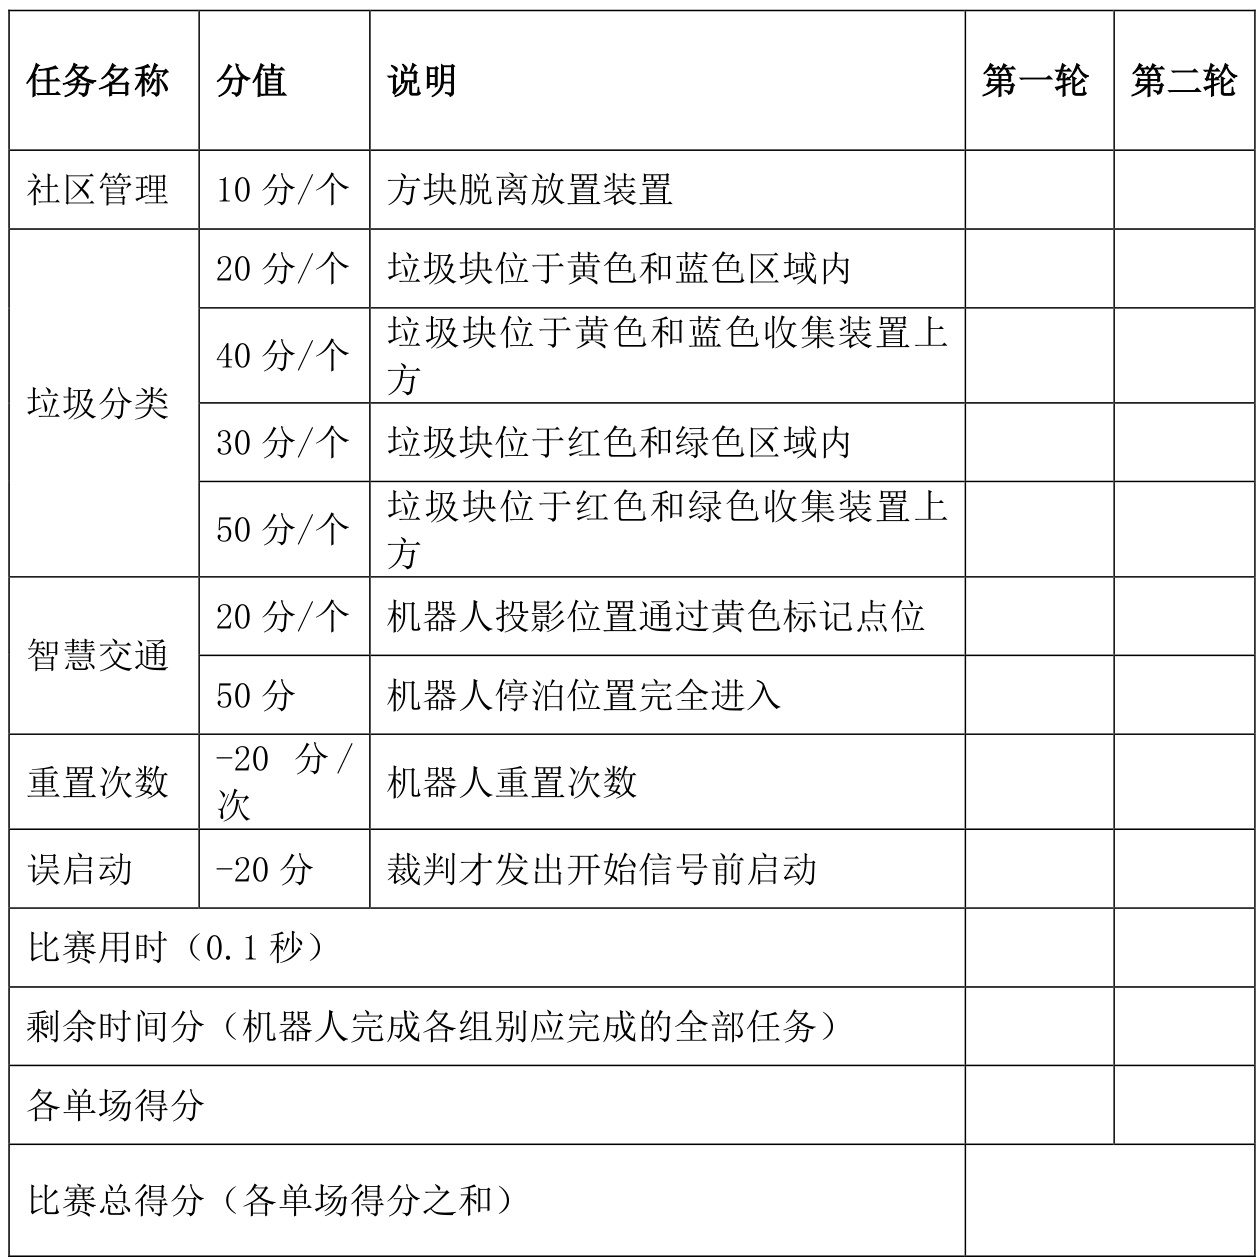 任务名称 分值 说明 第一轮 第二轮
社区管理 10 分/个 方块脱离放置装置
垃圾分类
20 分/个 垃圾块位于黄色和蓝色区域内
40 分/个 垃圾块位于黄色和蓝色收集装置上
方
30 分/个 垃圾块位于红色和绿色区域内
50 分/个 垃圾块位于红色和绿色收集装置上
方
智慧交通
20 分/个 机器人投影位置通过黄色标记点位
50 分 机器人停泊位置完全进入
重置次数
-20 分/
次
机器人重置次数
误启动 -20 分 裁判才发出开始信号前启动
比赛用时（0.1 秒）
剩余时间分（机器人完成各组别应完成的全部任务）
各单场得分
比赛总得分（各单场得分之和）